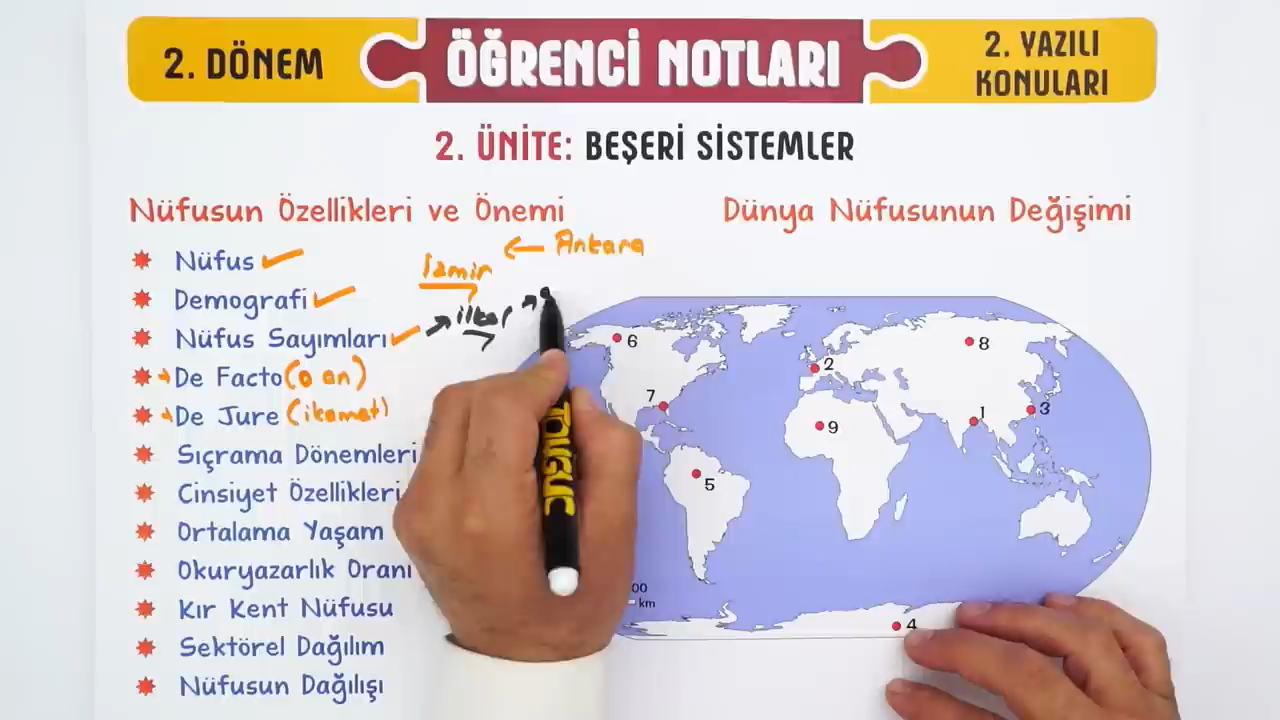 2. DÖNEM
ÖĞRENCİ NOTLARI
2. YAZILI
KONULARI
2. ÜNİTE: BEŞERİ SİSTEMLER
Nüfusun Özellikleri ve Önemi
Nüfus
Demografi
Nüfus Sayımları
De Facto (o an)
De Jure (ikamet)
Sıçrama Dönemleri
Cinsiyet Özellikleri
Ortalama Yaşam
Okuryazarlık Oranı
Kır Kent Nüfusu
Sektörel Dağılım
Nüfusun Dağılışı
İzmir
Ankara
Dünya Nüfusunun Değişimi
6
2
8
7
1
3
9
5
00
km
4
TONGUÇ